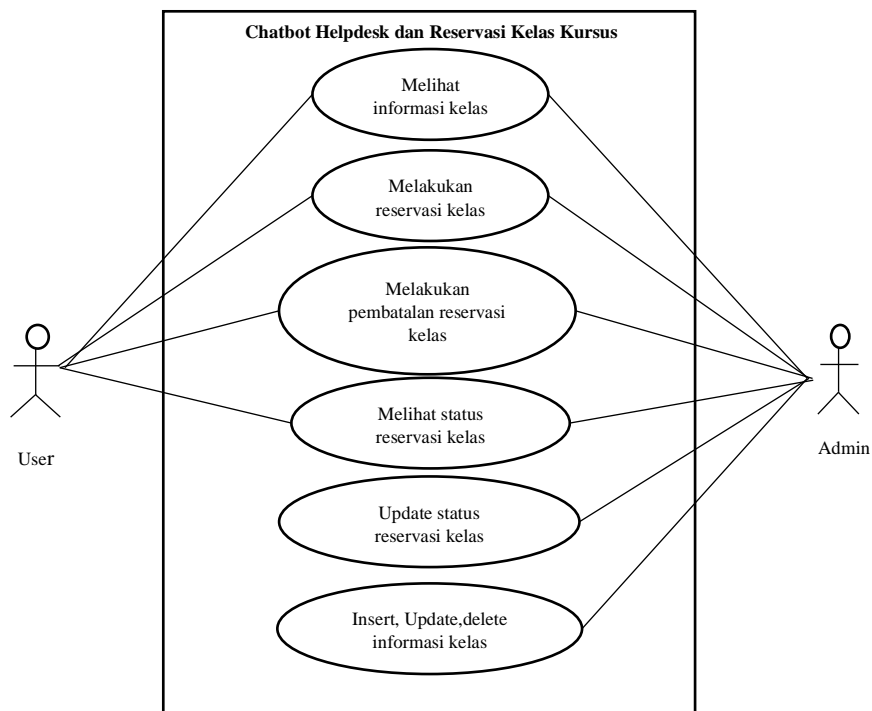 Chatbot Helpdesk dan Reservasi Kelas Kursus
Melihat
informasi kelas
Melakukan
reservasi kelas
Melakukan
pembatalan reservasi
kelas
Melihat status
reservasi kelas
User
Admin
Update status
reservasi kelas
Insert, Update,delete
informasi kelas